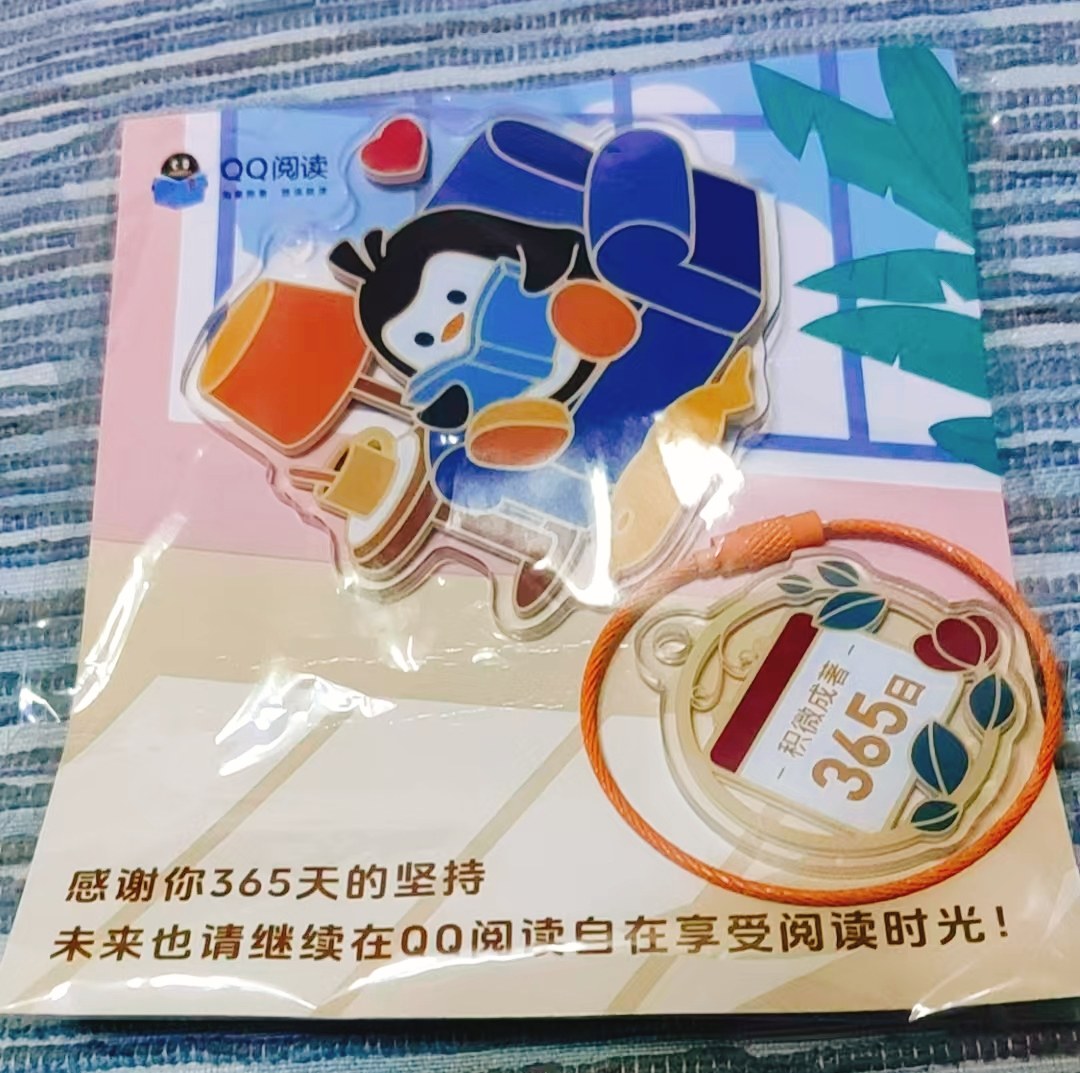 QQ阅读
- 积微成著 -
365日
感谢你365天的坚持
未来也请继续在QQ阅读自在享受阅读时光！